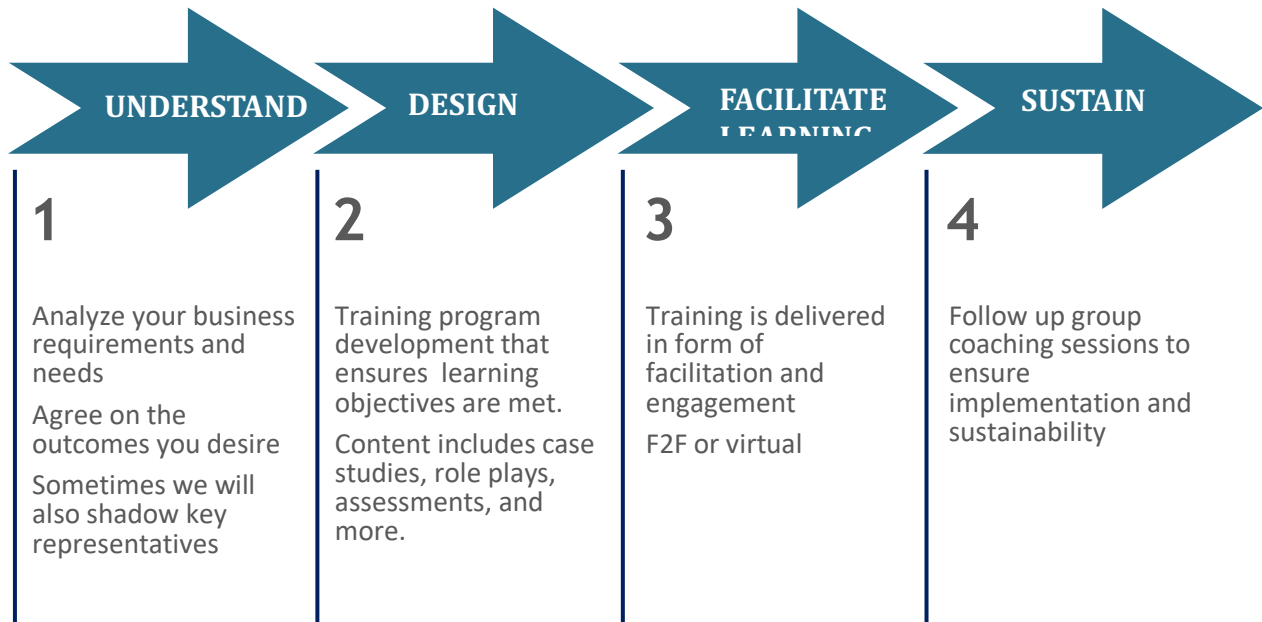 UNDERSTAND
DESIGN
FACILITATE
LEARNING
SUSTAIN
1
Analyze your business
requirements and
needs
Agree on the
outcomes you desire
Sometimes we will
also shadow key
representatives
2
Training program
development that
ensures  learning
objectives are met.
Content includes case
studies, role plays,
assessments, and
more.
3
Training is delivered
in form of
facilitation and
engagement
F2F or virtual
4
Follow up group
coaching sessions to
ensure
implementation and
sustainability